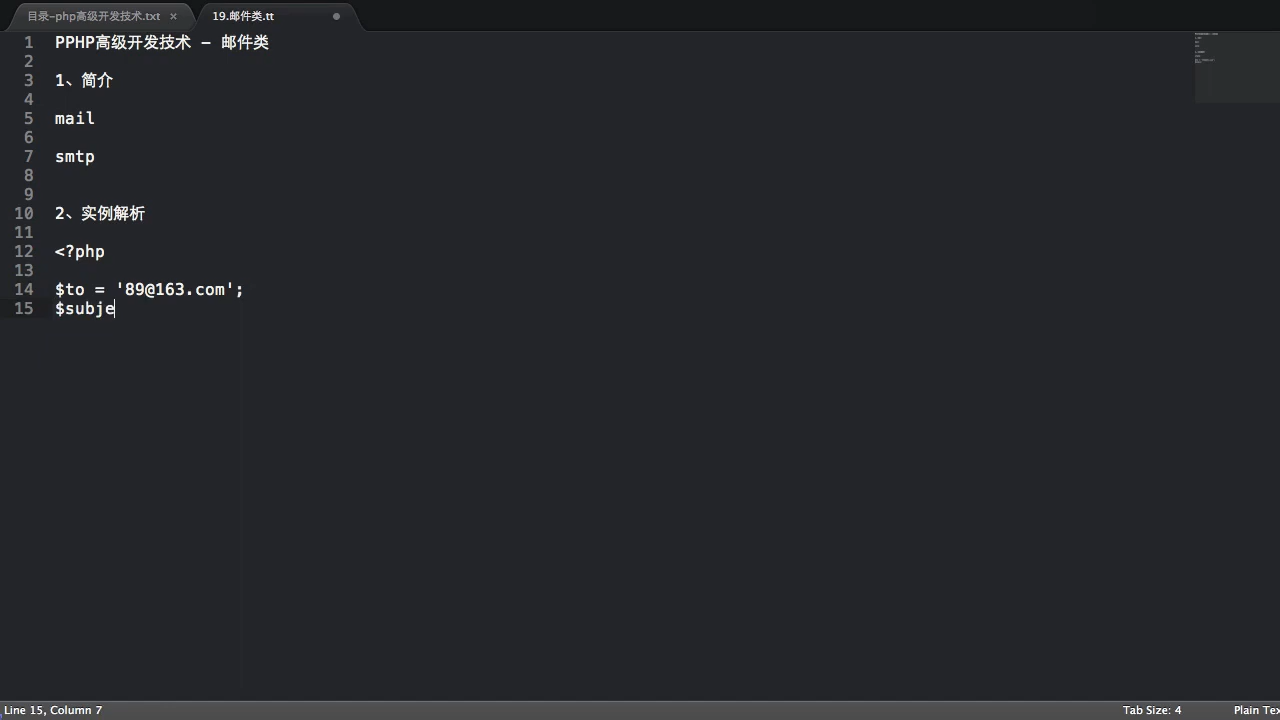 目录-php高级开发技术.txt ×
19.邮件类.tt
1 PPHP高级开发技术 - 邮件类
2
3 1、简介
4
5 mail
6
7 smtp
8
9
10 2、实例解析
11
12 <?php
13
14 $to = '89@163.com';
15 $subje
Line 15, Column 7
Tab Size: 4
Plain Tex